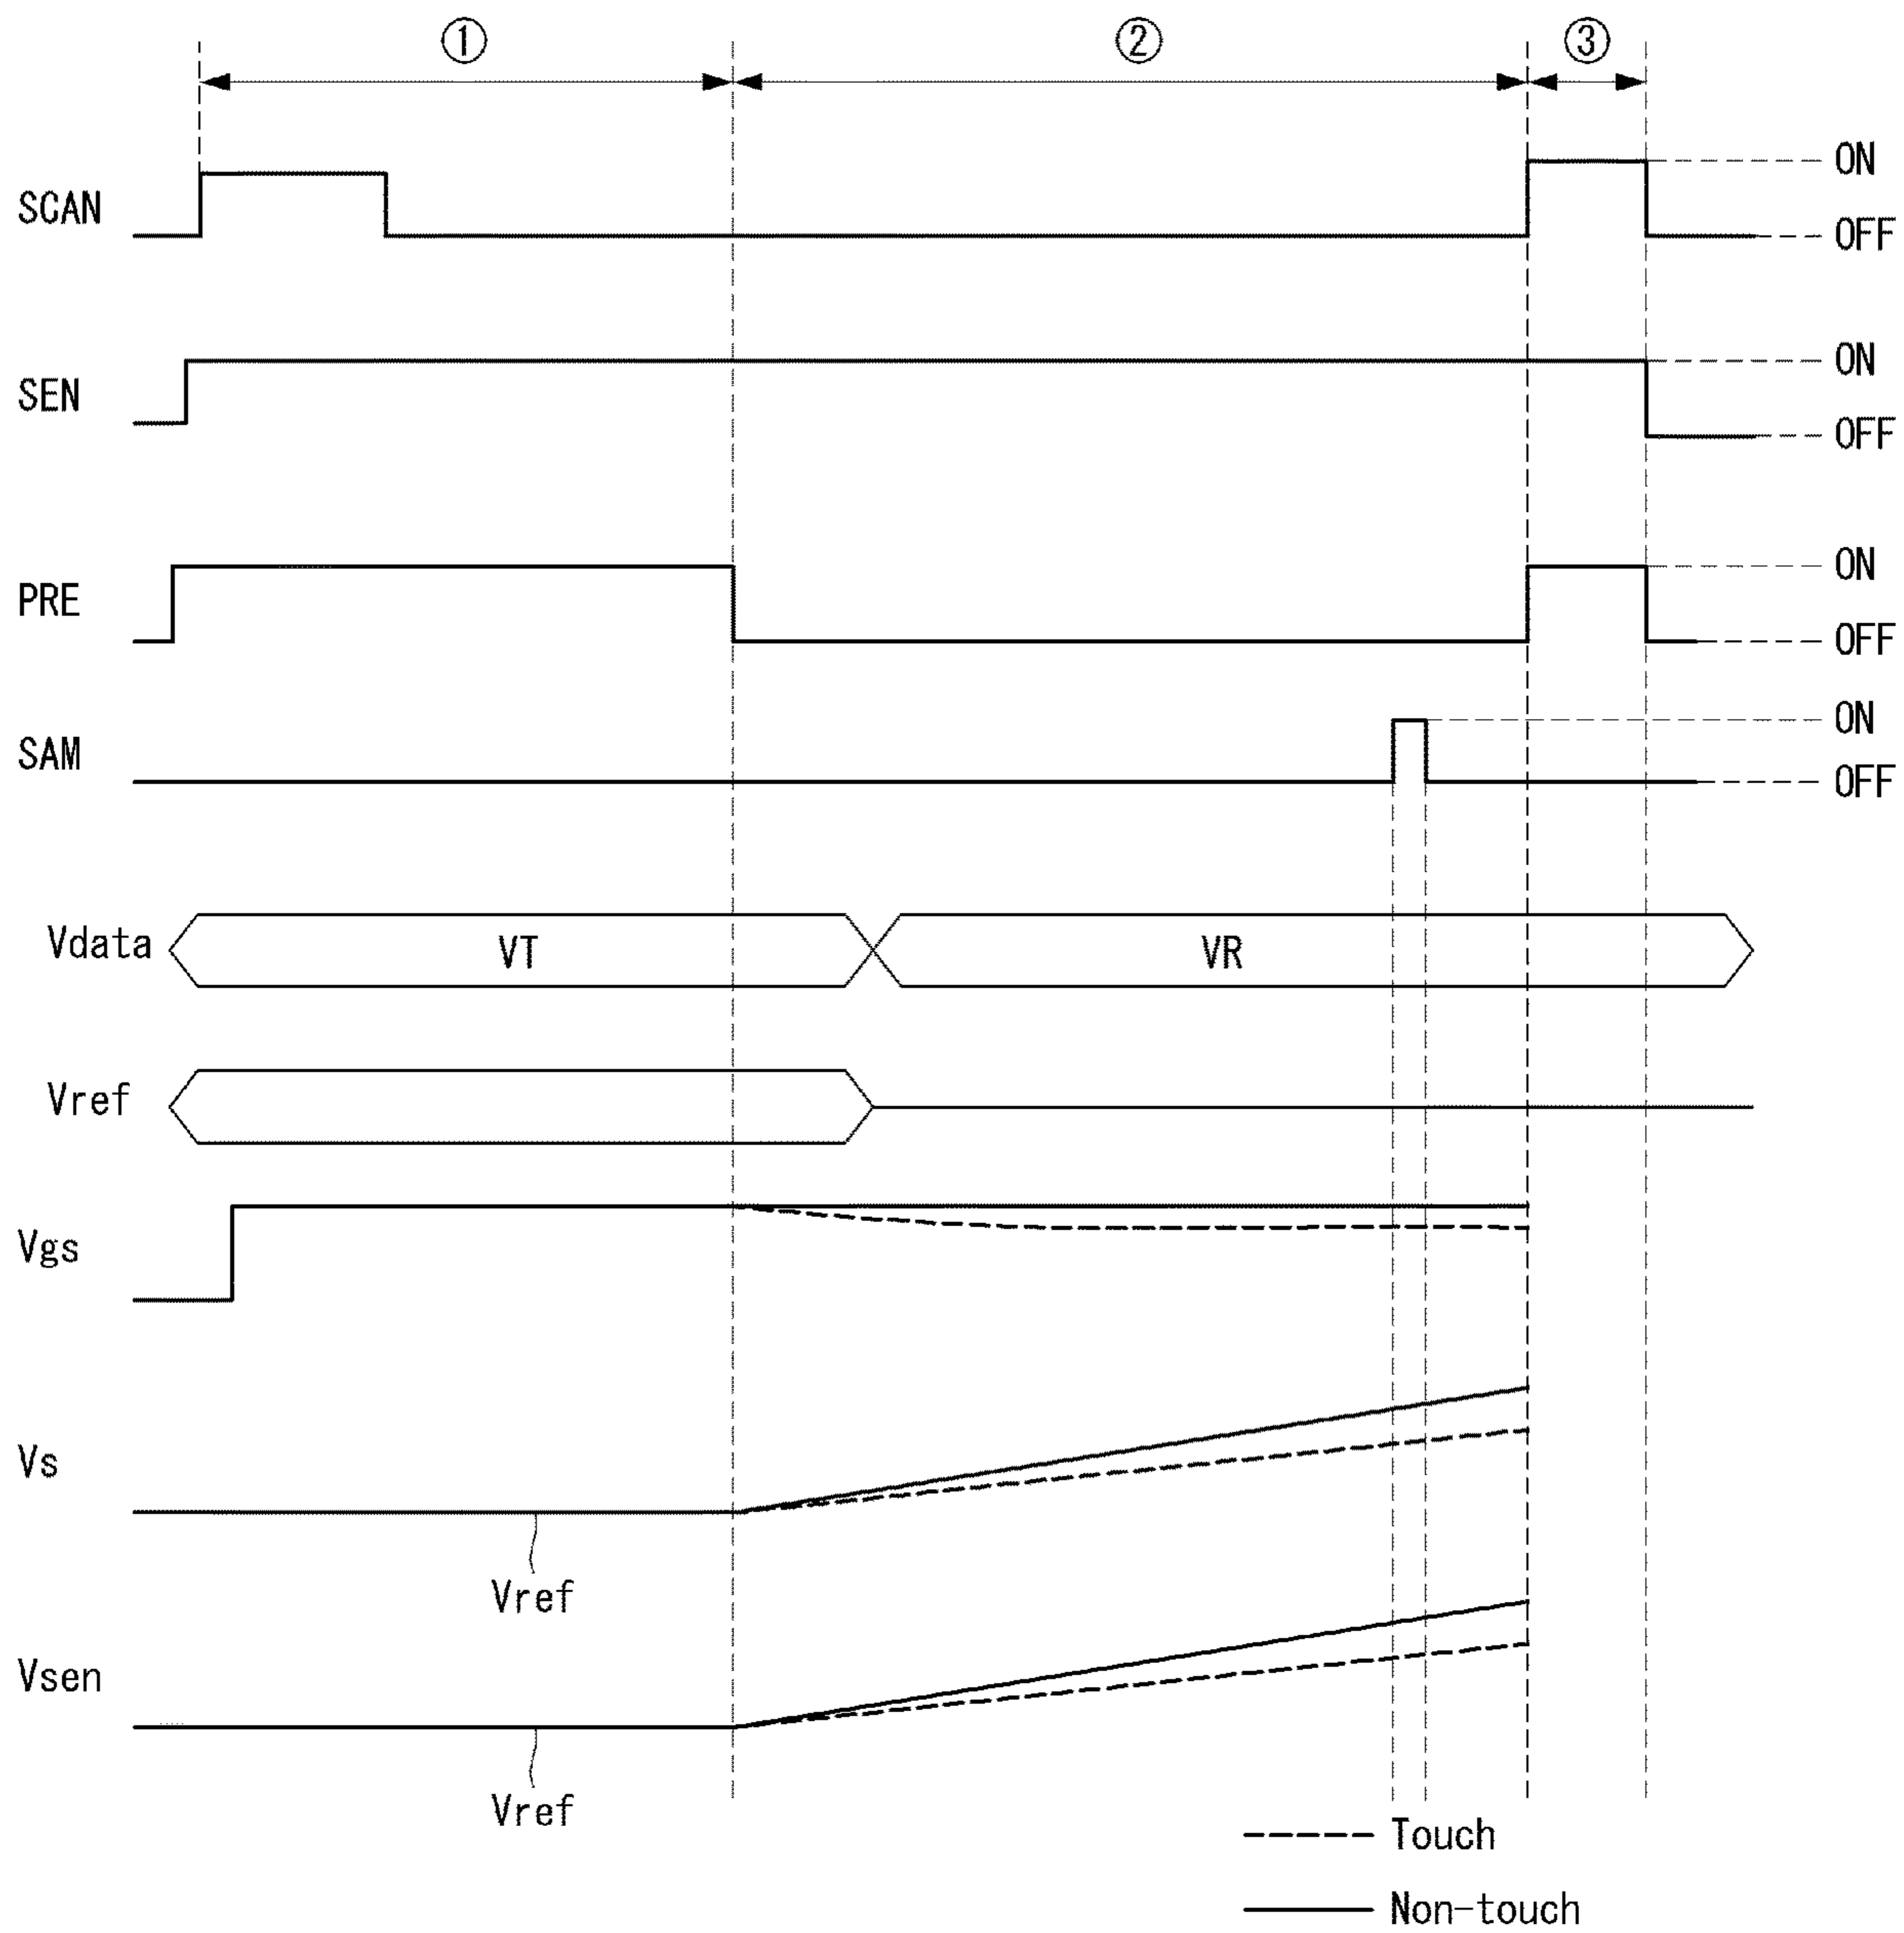 ① ② ③
SCAN ON
OFF
SEN ON
OFF
PRE ON
OFF
SAM ON
OFF
Vdata VT VR
Vref
Vgs
Vs
Vref
Vsen
Vref
Touch
Non-touch